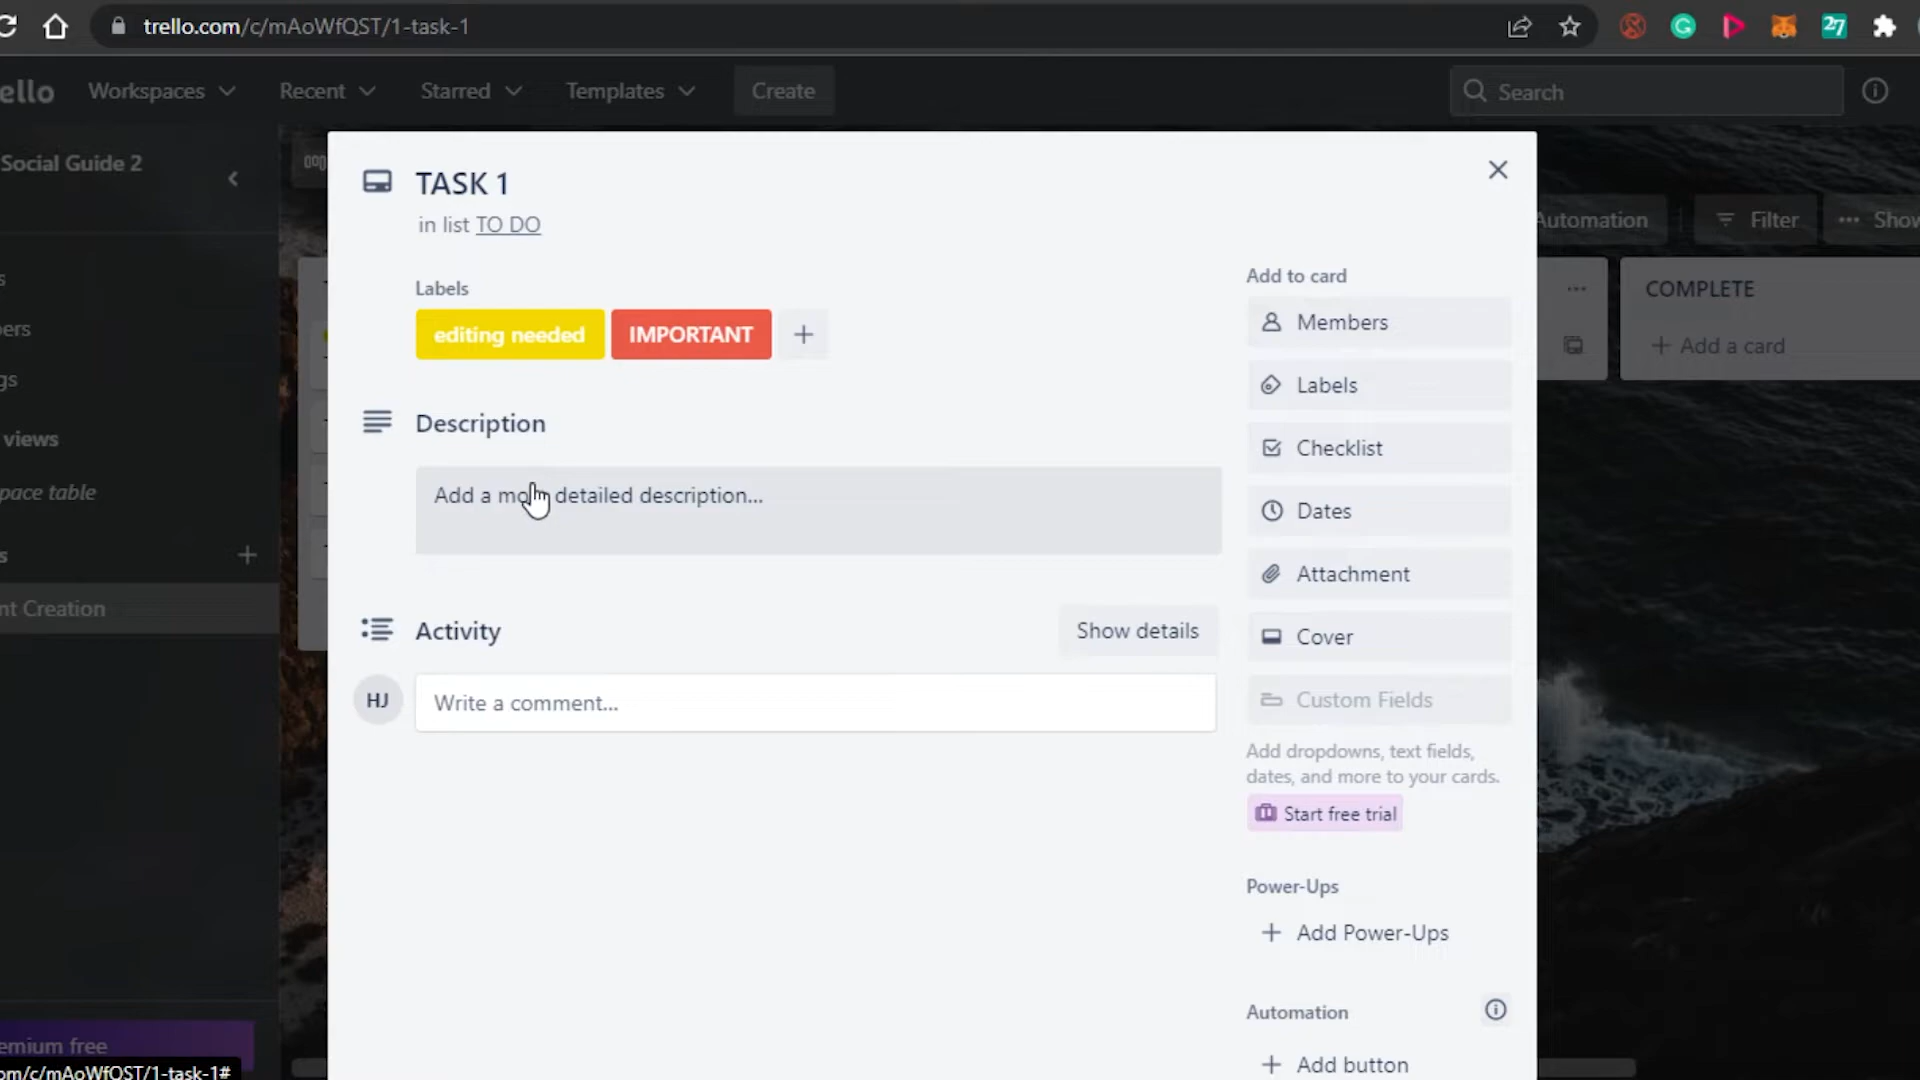 trello.com/c/mAoWfQST/1-task-1
27
ello Workspaces Recent Starred Templates Create Search
Social Guide 2
TASK 1
in list TO DO
Automation Filter Show
Labels
editing needed IMPORTANT
Add to card
Members
Labels
Checklist
Dates
Attachment
Cover
Custom Fields
Add dropdowns, text fields,
dates, and more to your cards.
Start free trial
Power-Ups
Add Power-Ups
Automation
Add button
Description
Add a detailed description...
Activity
Show details
HJ
Write a comment...
COMPLETE
Add a card
s
pers
gs
views
pace table
s
nt Creation
emium free
om/c/mAoWfQST/1-task-1#